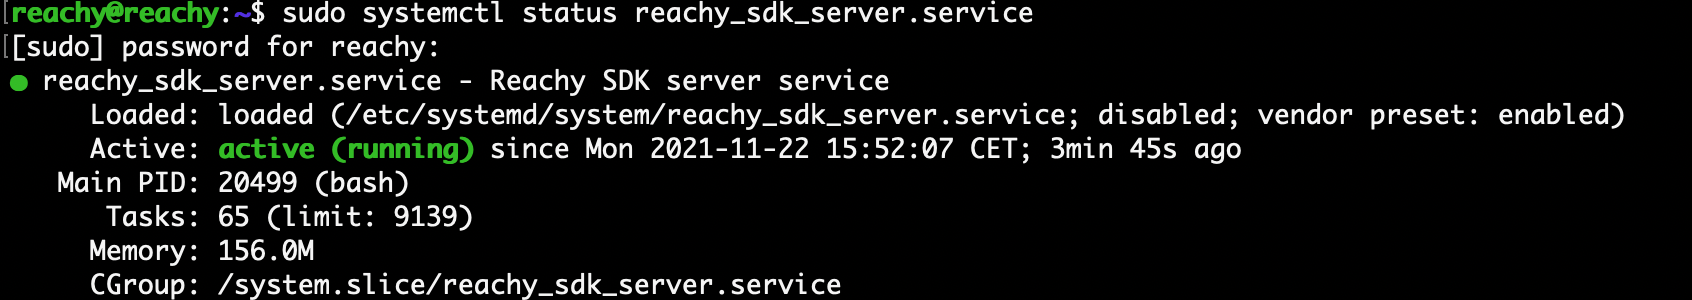 reachy@reachy:~$ sudo systemctl status reachy_sdk_server.service
[[sudo] password for reachy:
● reachy_sdk_server.service - Reachy SDK server service
Loaded: loaded (/etc/systemd/system/reachy_sdk_server.service; disabled; vendor preset: enabled)
Active: active (running) since Mon 2021-11-22 15:52:07 CET; 3min 45s ago
Main PID: 20499 (bash)
Tasks: 65 (limit: 9139)
Memory: 156.0M
CGroup: /system.slice/reachy_sdk_server.service